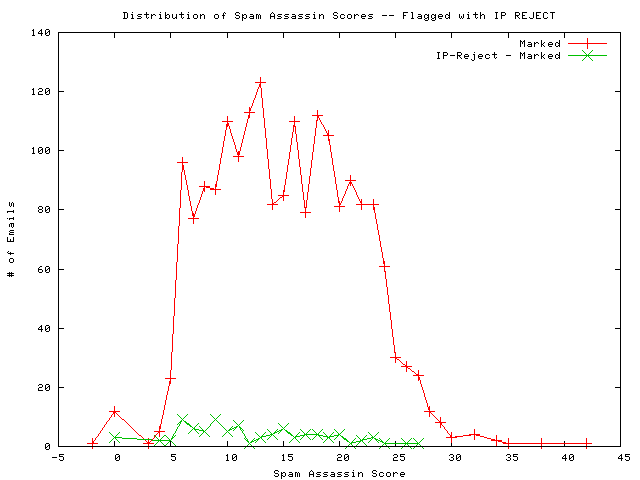 Distribution of Spam Assassin Scores -- Flagged with IP REJECT
140
120
100
80
60
40
20
0
# of Emails
Marked
IP-Reject - Marked
-5 0 5 10 15 20 25 30 35 40 45
Spam Assassin Score